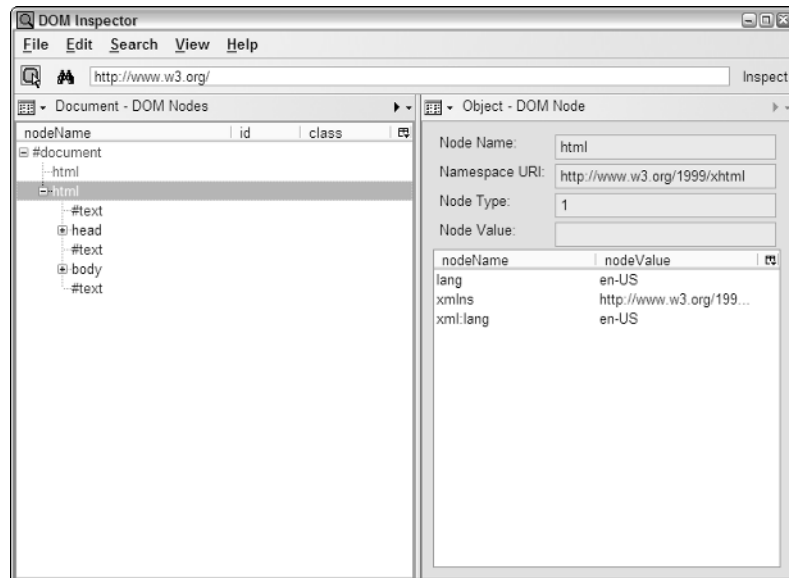 DOM Inspector
File Edit Search View Help
http://www.w3.org/ Inspect
Document - DOM Nodes
nodeName id class
#document
html
html
#text
head
#text
body
#text
Object - DOM Node
Node Name: html
Namespace URI: http://www.w3.org/1999/xhtml
Node Type: 1
Node Value:
nodeName nodeValue
lang en-US
xmlns http://www.w3.org/199...
xml:lang en-US